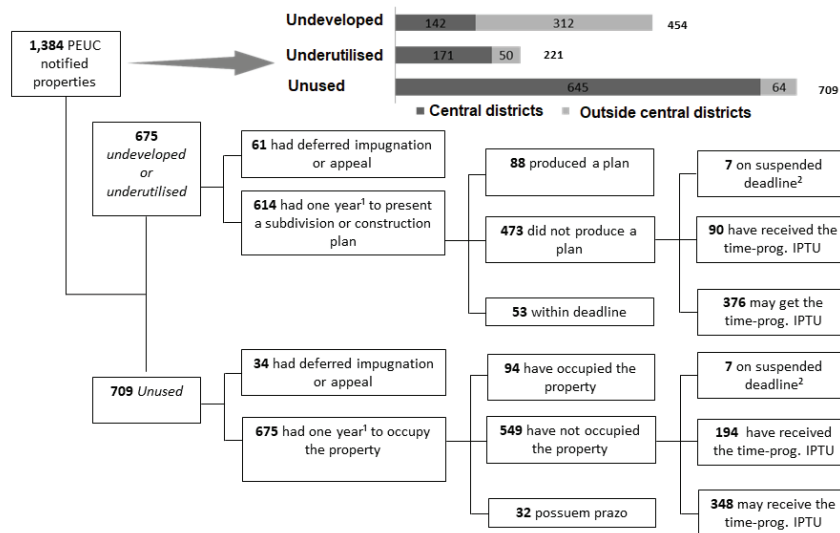 1,384 PEUC
notified
properties
Undeveloped
142
312
454
Underutilised
171
50
221
Unused
645
64
709
Central districts
Outside central districts
675
undeveloped
or
underutilised
61 had deferred impugnation
or appeal
614 had one year¹ to present
a subdivision or construction
plan
88 produced a plan
473 did not produce a
plan
53 within deadline
7 on suspended
deadline²
90 have received the
time-prog. IPTU
376 may get the
time-prog. IPTU
709 Unused
34 had deferred impugnation
or appeal
675 had one year¹ to occupy
the property
94 have occupied the
property
549 have not occupied
the property
32 possuem prazo
7 on suspended
deadline²
194 have received
the time-prog. IPTU
348 may receive the
time-prog. IPTU